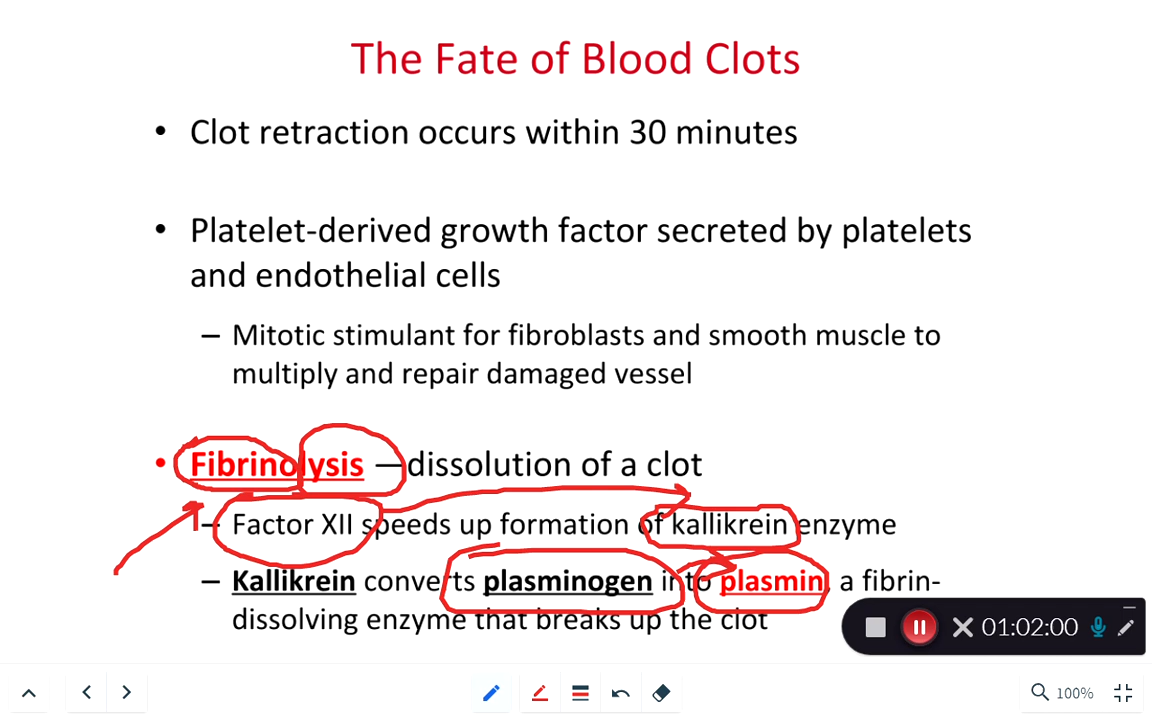 The Fate of Blood Clots
• Clot retraction occurs within 30 minutes
• Platelet-derived growth factor secreted by platelets
and endothelial cells
– Mitotic stimulant for fibroblasts and smooth muscle to
multiply and repair damaged vessel
• Fibrinolysis —dissolution of a clot
– Factor XII speeds up formation of kallikrein enzyme
– Kallikrein converts plasminogen into plasmin, a fibrin-
dissolving enzyme that breaks up the clot
01:02:00
100%